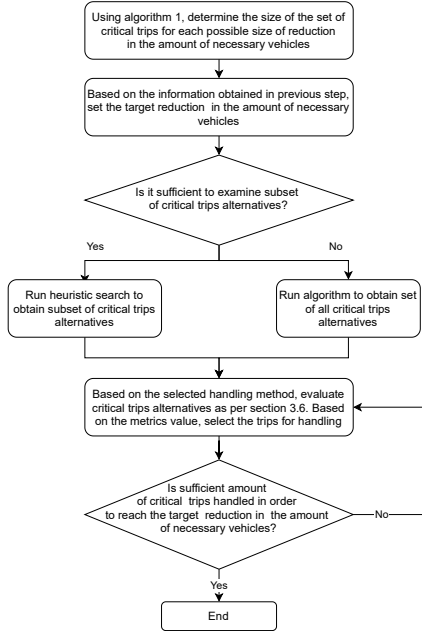 Using algorithm 1, determine the size of the set of
critical trips for each possible size of reduction
in the amount of necessary vehicles
Based on the information obtained in previous step,
set the target reduction in the amount of necessary
vehicles
Is it sufficient to examine subset
of critical trips alternatives?
Yes
No
Run heuristic search to
obtain subset of critical trips
alternatives
Run algorithm to obtain set
of all critical trips
alternatives
Based on the selected handling method, evaluate
critical trips alternatives as per section 3.6. Based
on the metrics value, select the trips for handling
Is sufficient amount
of critical trips handled in order
to reach the target reduction in the amount
of necessary vehicles?
No
Yes
End